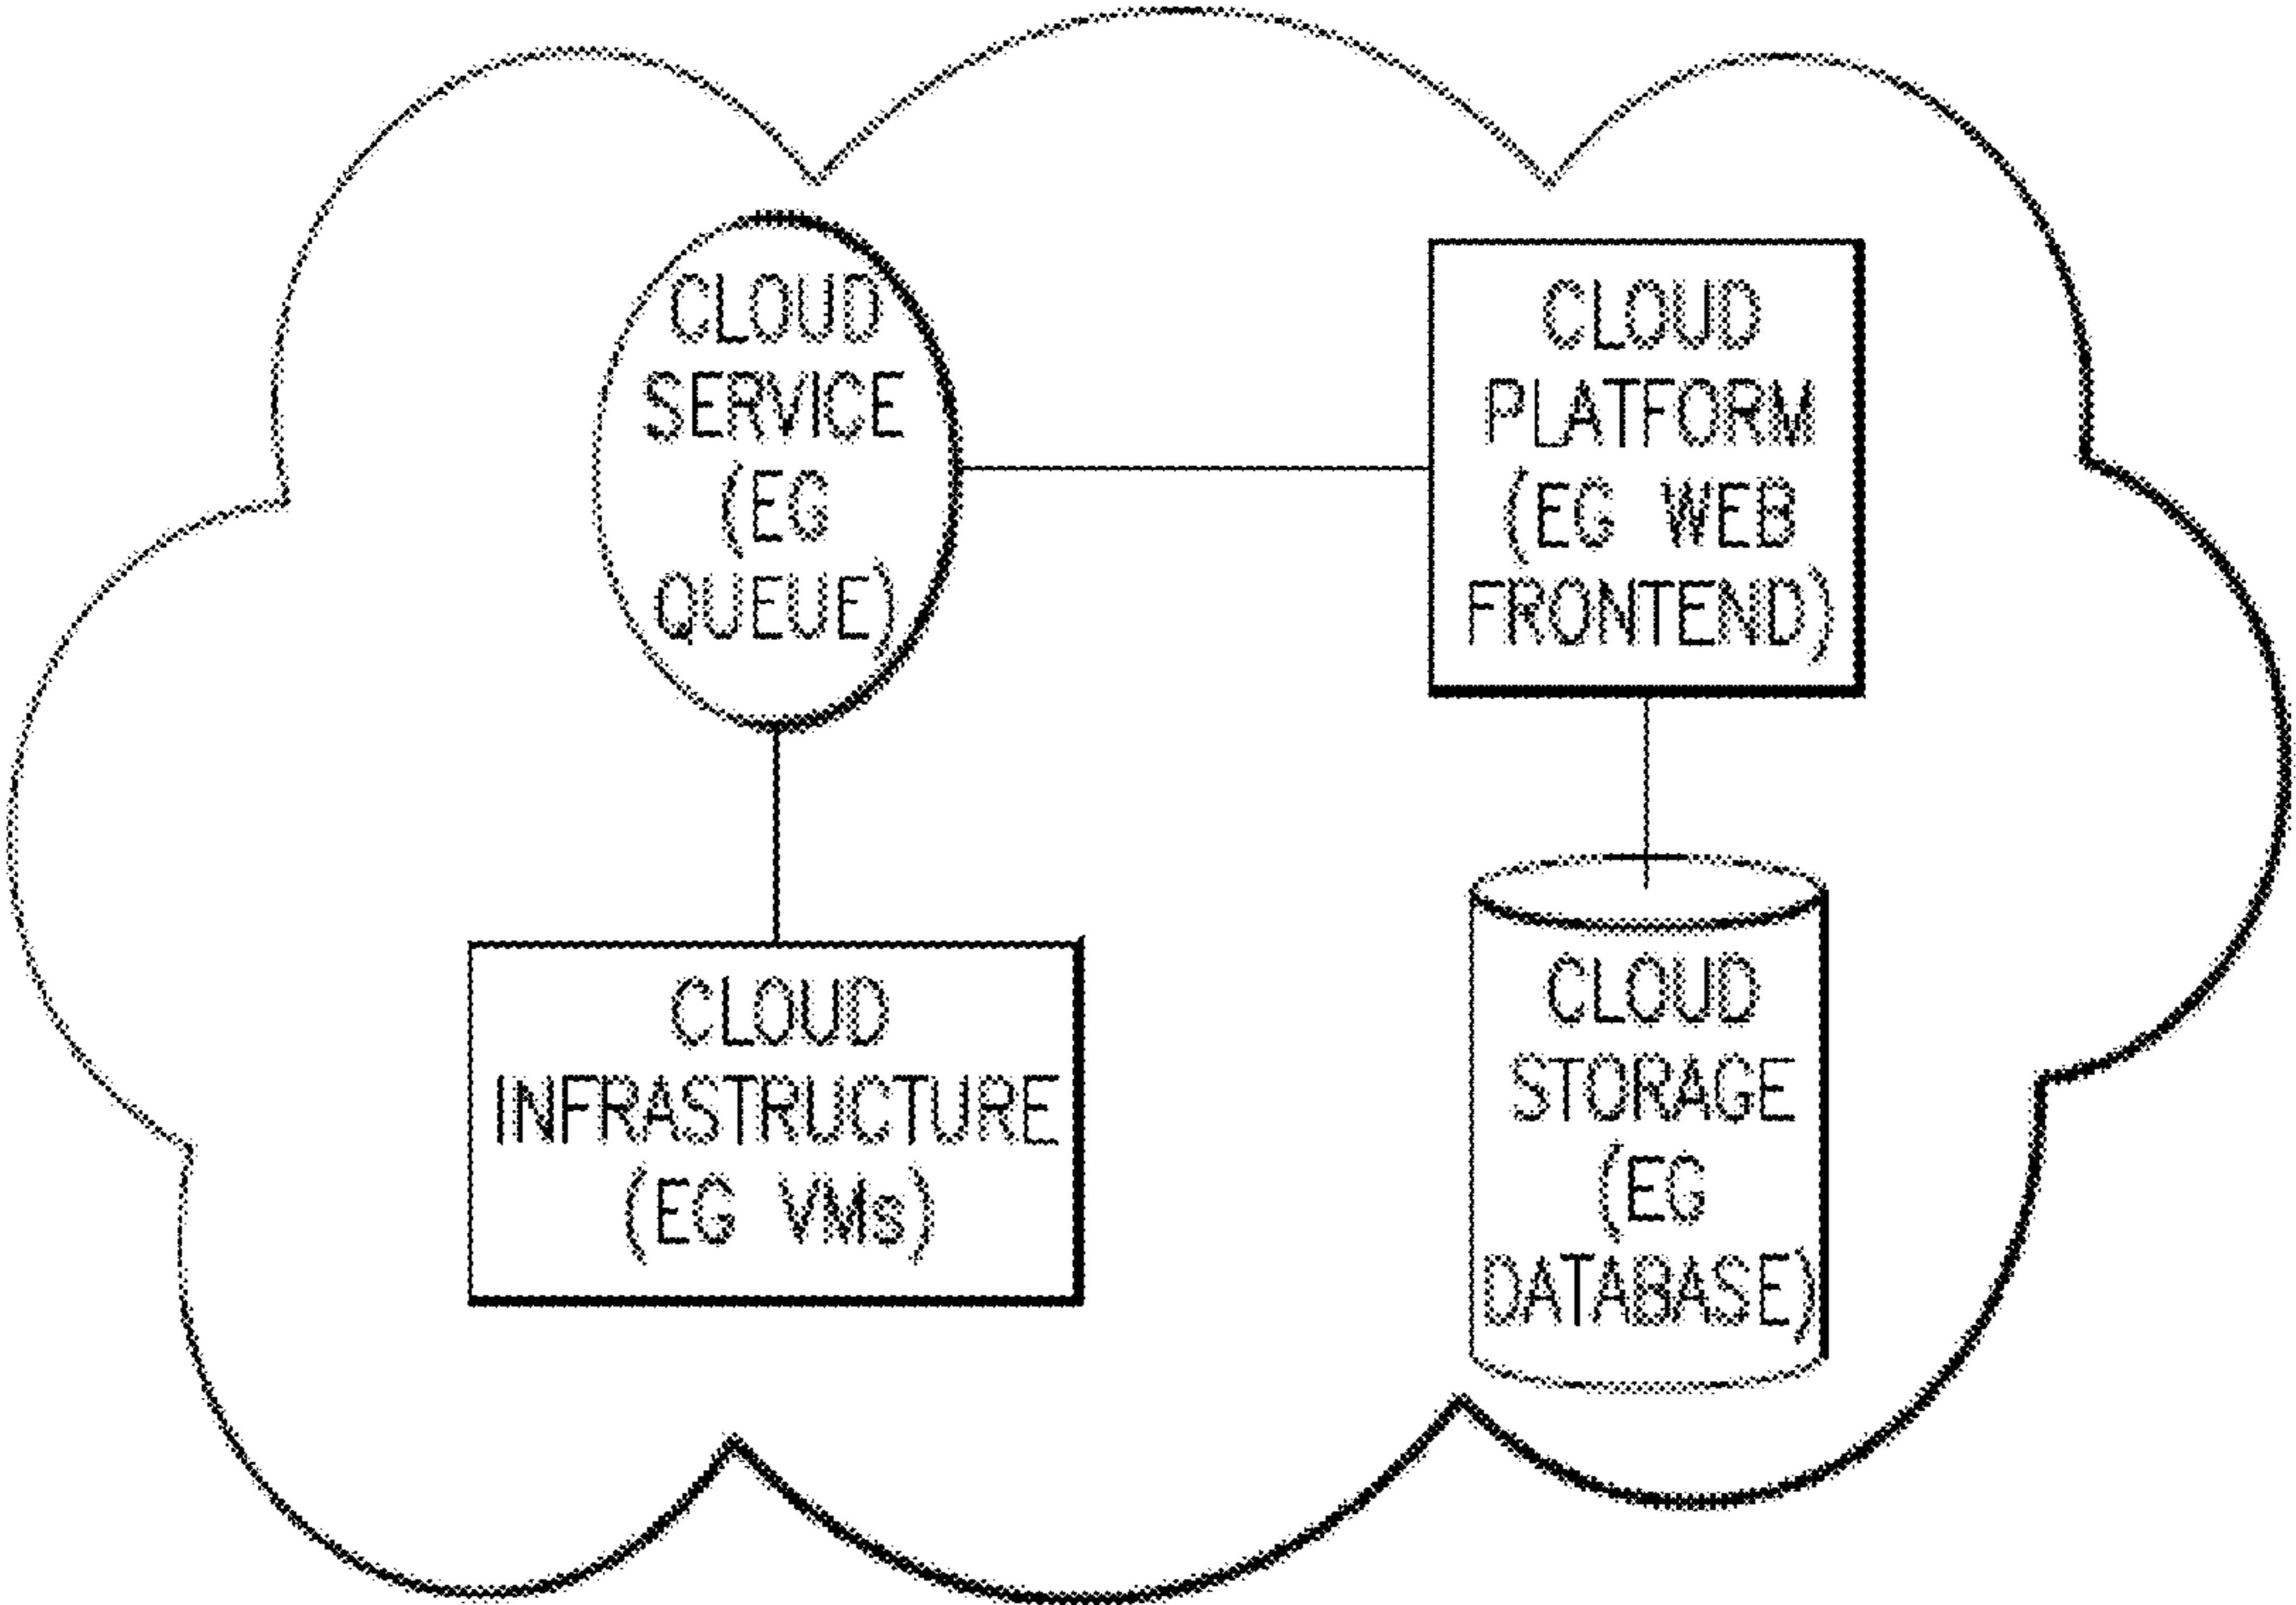 CLOUD
SERVICE
(EG
QUEUE)
CLOUD
PLATFORM
(EG WEB
FRONTEND)
CLOUD
INFRASTRUCTURE
(EG VMs)
CLOUD
STORAGE
(EG
DATABASE)